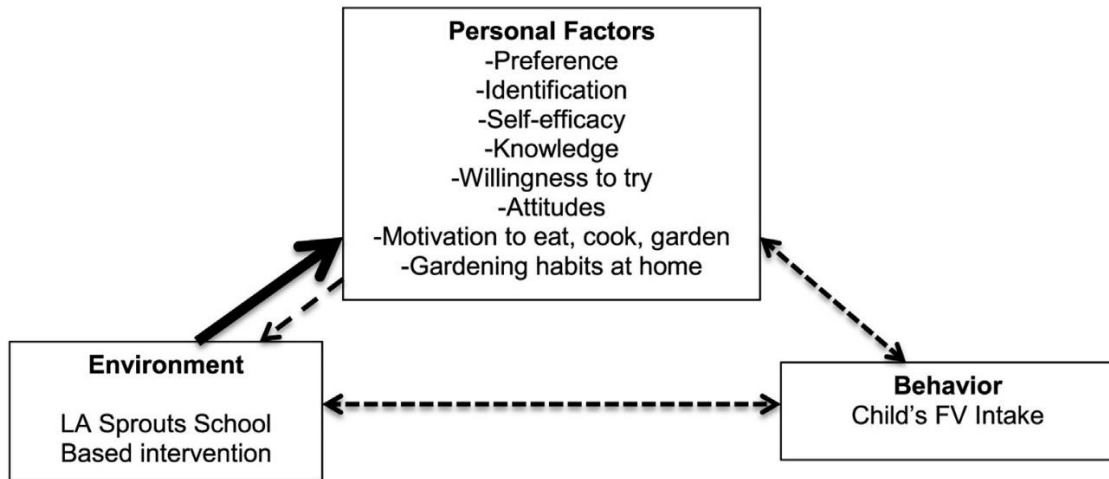 Personal Factors
-Preference
-Identification
-Self-efficacy
-Knowledge
-Willingness to try
-Attitudes
-Motivation to eat, cook, garden
-Gardening habits at home
Environment
LA Sprouts School
Based intervention
Behavior
Child's FV Intake